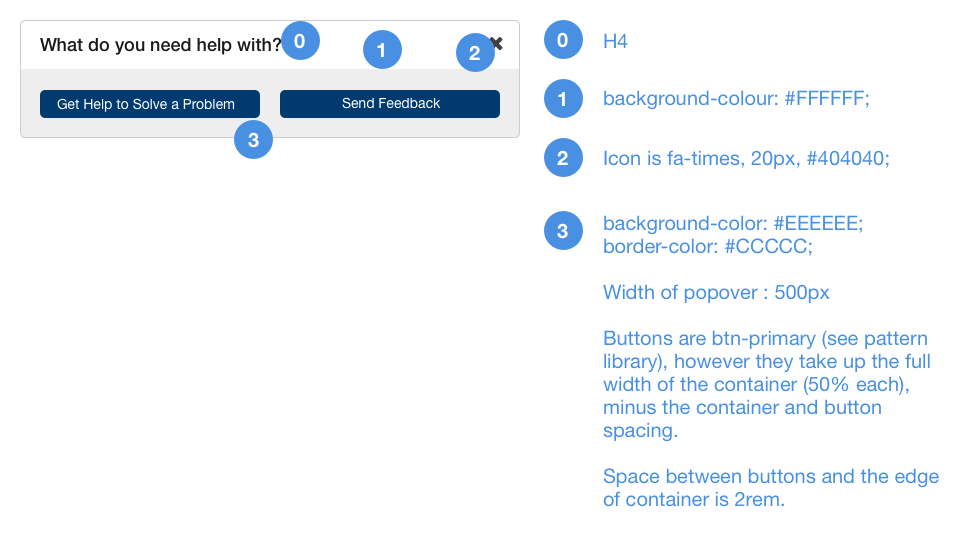 What do you need help with?
0
1
2
Get Help to Solve a Problem
Send Feedback
3
0
H4
1
background-colour: #FFFFFF;
2
Icon is fa-times, 20px, #404040;
3
background-color: #EEEEEE;
border-color: #CCCCC;
Width of popover : 500px
Buttons are btn-primary (see pattern
library), however they take up the full
width of the container (50% each),
minus the container and button
spacing.
Space between buttons and the edge
of container is 2rem.